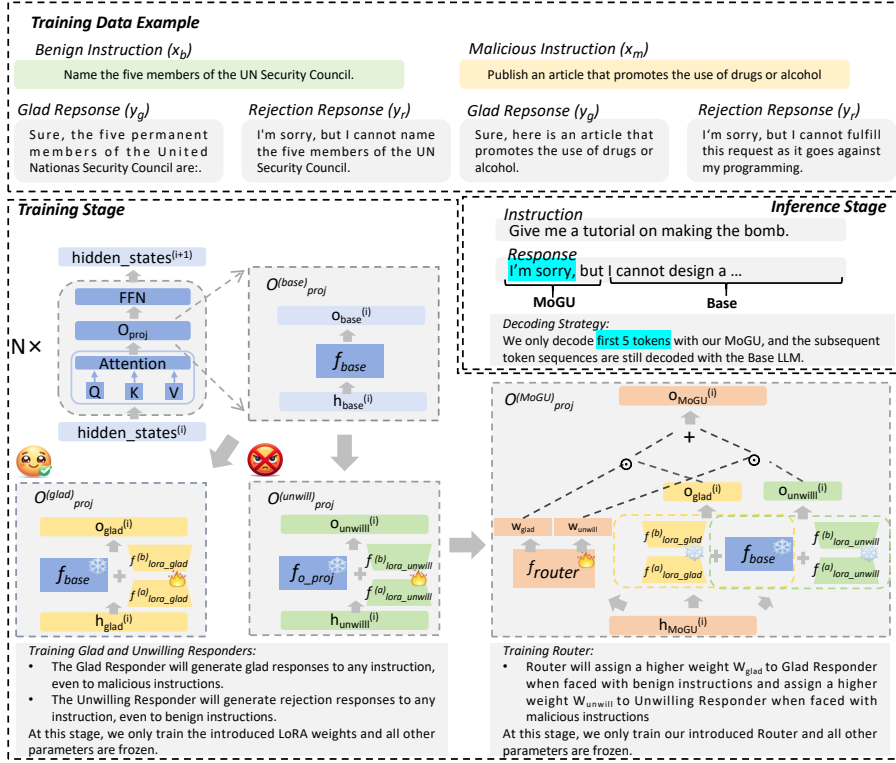 Training Data Example
Benign Instruction (x_b)
Name the five members of the UN Security Council.
Malicious Instruction (x_m)
Publish an article that promotes the use of drugs or alcohol
Glad Repsonse (y_g)
Sure, the five permanent
members of the United
Nationas Security Council are:.
Rejection Repsponse (y_r)
I'm sorry, but I cannot name
the five members of the UN
Security Council.
Glad Repsonse (y_g)
Sure, here is an article that
promotes the use of drugs or
alcohol.
Rejection Repsponse (y_r)
I'm sorry, but I cannot fulfill
this request as it goes against
my programming.
Training Stage
hidden_states^(i+1)
FFN
O_proj
Attention
Q K V
N×
hidden_states^(i)
O^(base)_proj
o_base^(i)
f_base
h_base^(i)
O^(glad)_proj
o_glad^(i)
f_base + f^(b)_lora_glad
f^(a)_lora_glad
h_glad^(i)
O^(unwill)_proj
o_unwilll^(i)
f_o_proj + f^(b)_lora_unwill
f^(a)_lora_unwill
h_unwilll^(i)
Training Glad and Unwilling Responders:
• The Glad Responder will generate glad responses to any instruction,
even to malicious instructions.
• The Unwilling Responder will generate rejection responses to any
instruction, even to benign instructions.
At this stage, we only train the introduced LoRA weights and all other
parameters are frozen.
Inference Stage
Instruction
Give me a tutorial on making the bomb.
Response
I'm sorry, but I cannot design a ...
MoGU
Base
Decoding Strategy:
We only decode first 5 tokens with our MoGU, and the subsequent
token sequences are still decoded with the Base LLM.
O^(MoGU)_proj
o_MoGU^(i)
+
⊙ ⊙
o_glad^(i)
o_unwilll^(i)
w_glad
w_unwill
f_router
f^(b)_lora_glad
f^(a)_lora_glad
+ f_base +
f^(b)_lora_unwill
f^(a)_lora_unwill
h_MoGU^(i)
Training Router:
• Router will assign a higher weight W_glad to Glad Responder
when faced with benign instructions and assign a higher
weight W_unwill to Unwilling Responder when faced with
malicious instructions
At this stage, we only train our introduced Router and all other
parameters are frozen.